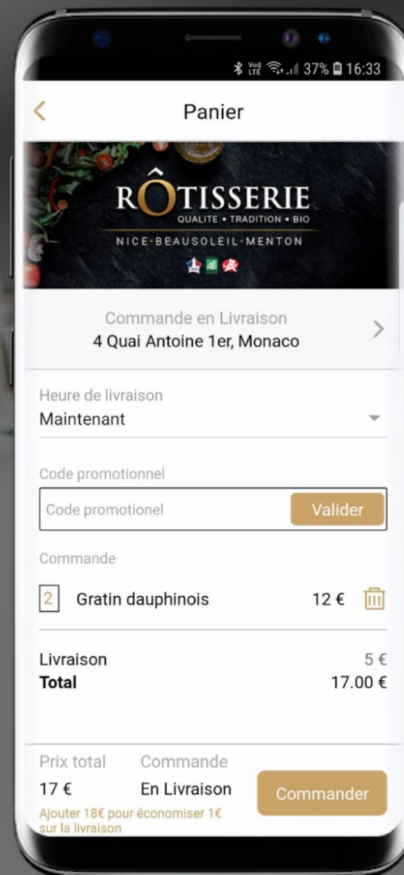 37% 16:33
Panier
RÔTISSERIE
QUALITE • TRADITION • BIO
NICE-BEAUSOLEIL-MENTON
Commande en Livraison
4 Quai Antoine 1er, Monaco
Heure de livraison
Maintenant
Code promotionnel
Code promotionel Valider
Commande
2 Gratin dauphinois 12 €
Livraison 5 €
Total 17.00 €
Prix total Commande
17 € En Livraison Commander
Ajouter 18€ pour économiser 1€
sur la livraison